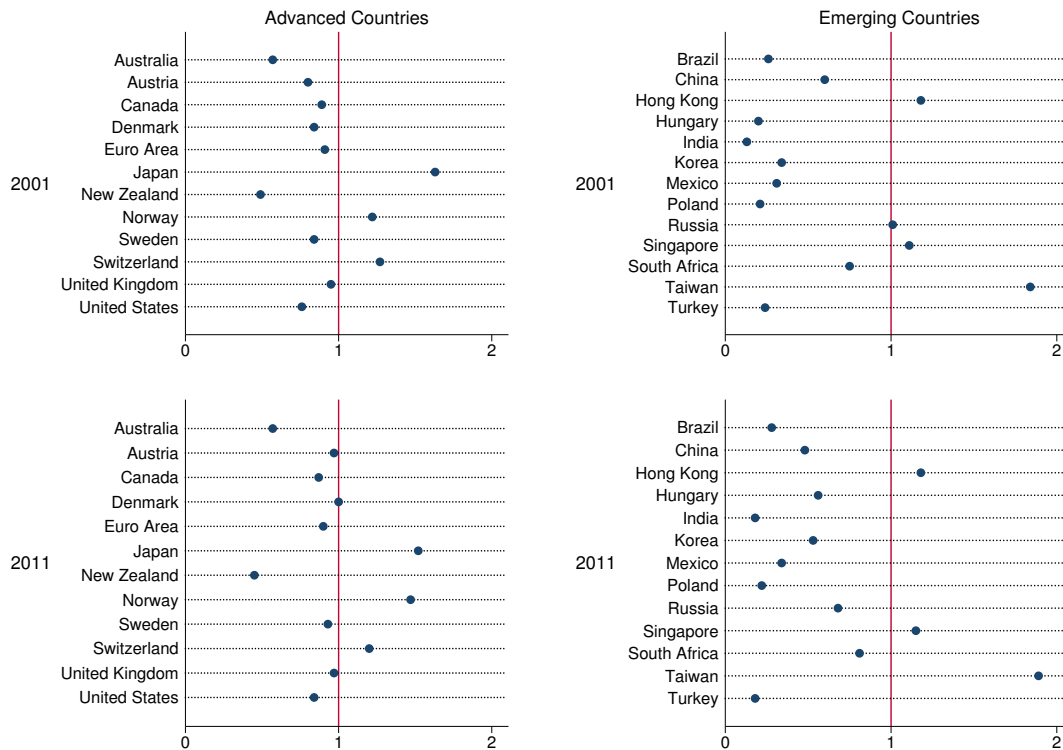 Advanced Countries
2001
Australia
Austria
Canada
Denmark
Euro Area
Japan
New Zealand
Norway
Sweden
Switzerland
United Kingdom
United States
0 1 2
Emerging Countries
2001
Brazil
China
Hong Kong
Hungary
India
Korea
Mexico
Poland
Russia
Singapore
South Africa
Taiwan
Turkey
0 1 2
2011
Australia
Austria
Canada
Denmark
Euro Area
Japan
New Zealand
Norway
Sweden
Switzerland
United Kingdom
United States
0 1 2
2011
Brazil
China
Hong Kong
Hungary
India
Korea
Mexico
Poland
Russia
Singapore
South Africa
Taiwan
Turkey
0 1 2